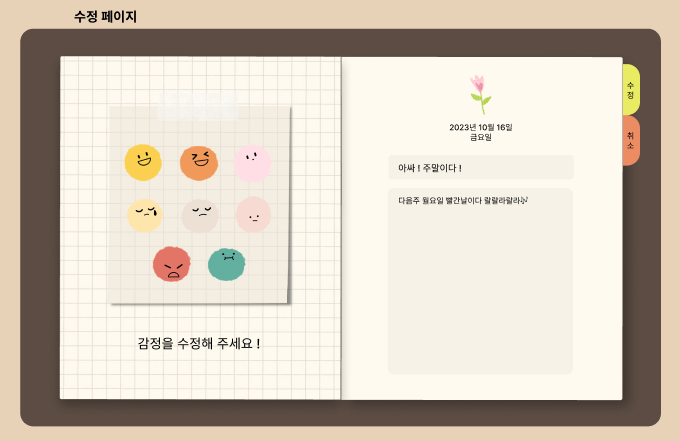 수정 페이지
감정을 수정해 주세요 !
2023년 10월 16일
금요일
아싸 ! 주말이다 !
다음주 월요일 빨간날이다 랄랄라랄라🎶
수정
취소